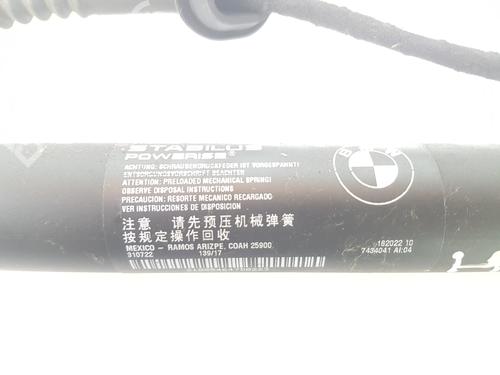 STABILUS
POWERISE®
ACHTUNG: SCHRAUBENDRUCKFEDER IST VORGESPANNT!
ENTSORGUNGSVORSCHRIFT BEACHTEN
ATTENTION: PRELOADED MECHANICAL SPRING!
OBSERVE DISPOSAL INSTRUCTIONS
PRECAUCION: RESORTE MECANICO RECARGADO
VER INSTRUCCIONES DE DISPOSICION
注意 请先预压机械弹簧
按规定操作回收
MEXICO - RAMOS ARIZPE, COAH 25900
310722 139/17
BMW
182022 10
7434041 AI:04